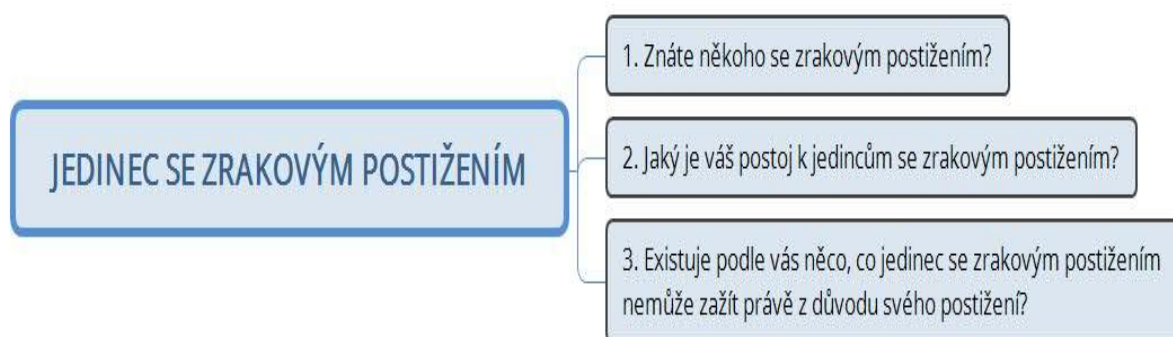 JEDINEC SE ZRAKOVÝM POSTIŽENÍM
1. Znáte někoho se zrakovým postižením?
2. Jaký je váš postoj k jedincům se zrakovým postižením?
3. Existuje podle vás něco, co jedinec se zrakovým postižením
nemůže zažít právě z důvodu svého postižení?